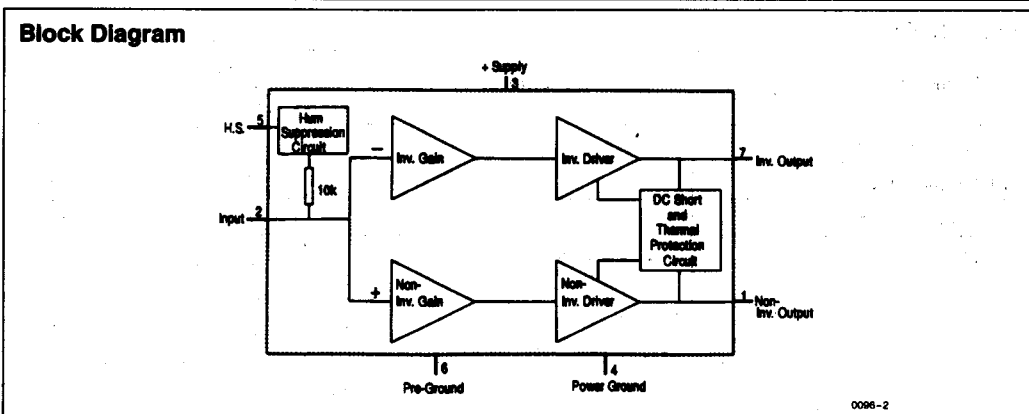 Block Diagram
+ Supply
3
5
H.S.
Hum
Suppression
Circuit
10k
2
Input
−
Inv. Gain
Inv. Driver
7
Inv. Output
DC Short
and
Thermal
Protection
Circuit
+
Non-
Inv. Gain
Non-
Inv. Driver
1
Non-
Inv. Output
6
Pre-Ground
4
Power Ground
0096-2